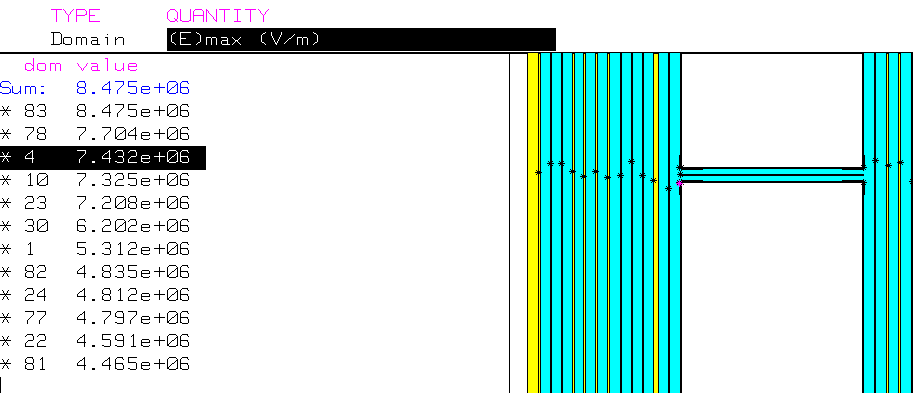 TYPE QUANTITY
Domain (E)max (V/m)
dom value
Sum: 8.475e+06
* 83 8.475e+06
* 78 7.704e+06
* 4 7.432e+06
* 10 7.325e+06
* 23 7.208e+06
* 30 6.202e+06
* 1 5.312e+06
* 82 4.835e+06
* 24 4.812e+06
* 77 4.797e+06
* 22 4.591e+06
* 81 4.465e+06